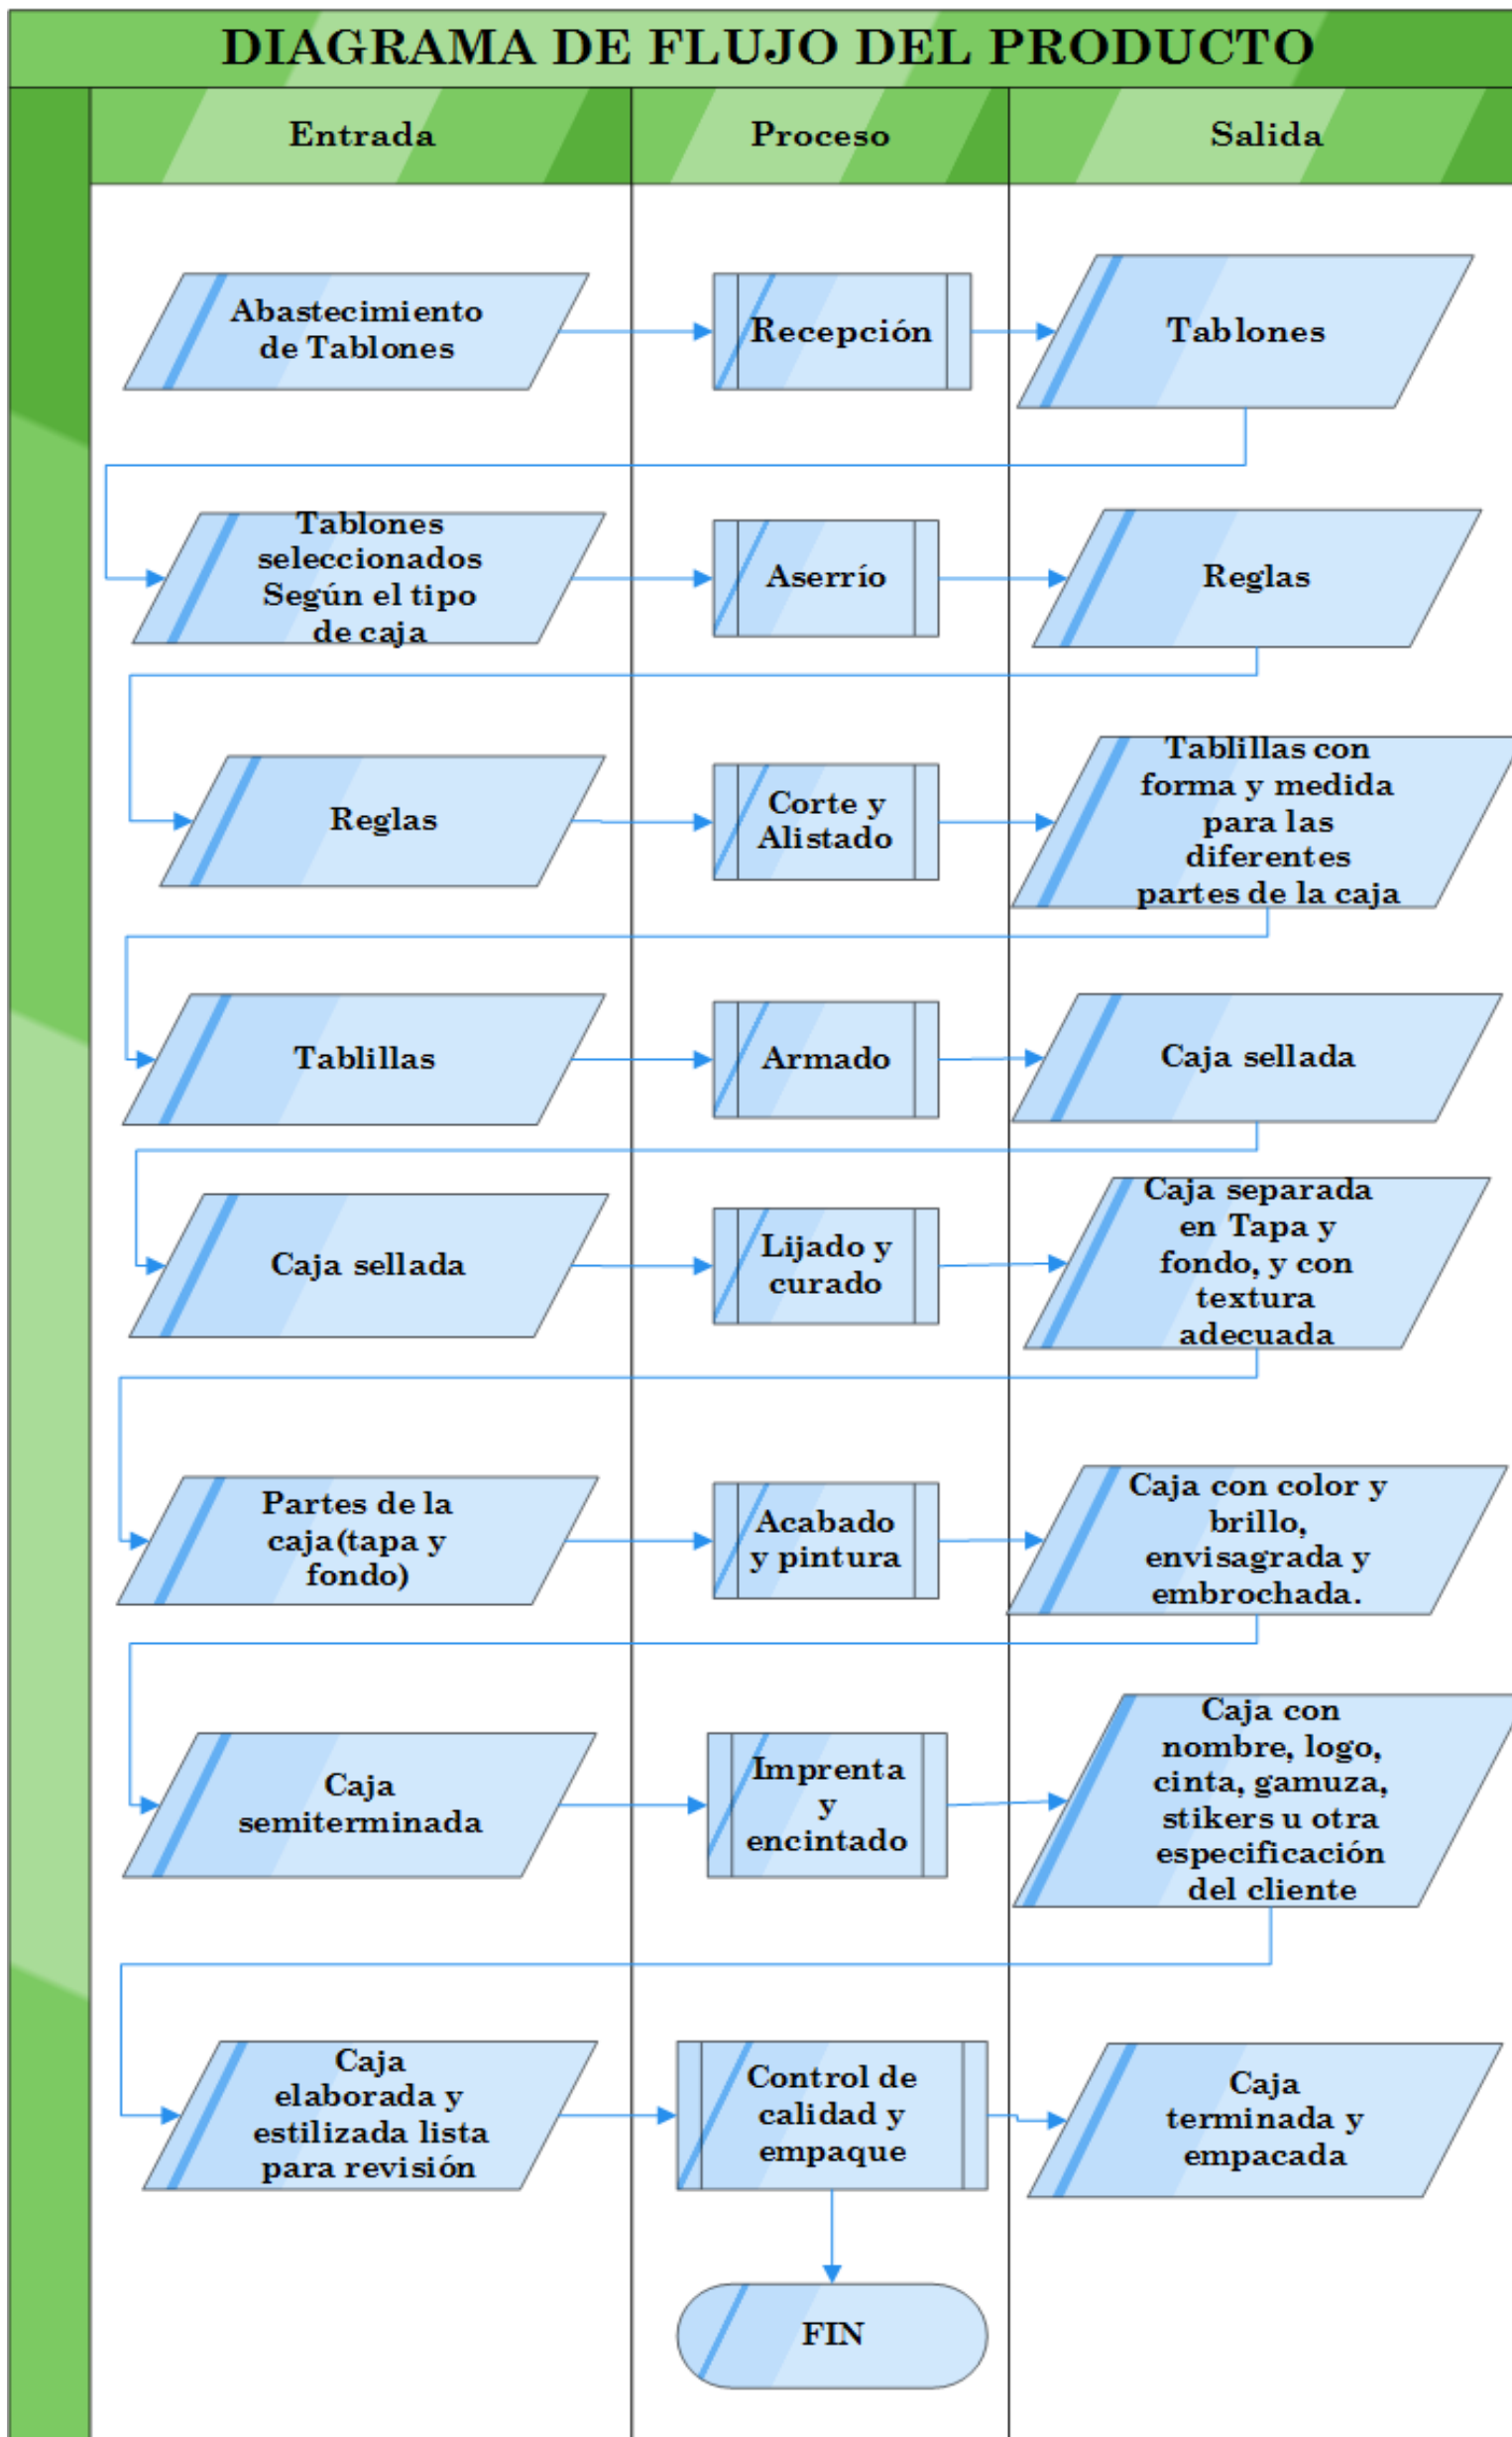 DIAGRAMA DE FLUJO DEL PRODUCTO
Entrada
Proceso
Salida
Abastecimiento
de Tablones
Recepción
Tablones
Tablones
seleccionados
Según el tipo
de caja
Aserrío
Reglas
Reglas
Corte y
Alistado
Tablillas con
forma y medida
para las
diferentes
partes de la caja
Tablillas
Armado
Caja sellada
Caja sellada
Lijado y
curado
Caja separada
en Tapa y
fondo, y con
textura
adecuada
Partes de la
caja(tapa y
fondo)
Acabado
y pintura
Caja con color y
brillo,
envisagrada y
embrochada.
Caja
semiterminada
Imprenta
y
encintado
Caja con
nombre, logo,
cinta, gamuza,
stikers u otra
especificación
del cliente
Caja
elaborada y
estilizada lista
para revisión
Control de
calidad y
empaque
Caja
terminada y
empacada
FIN